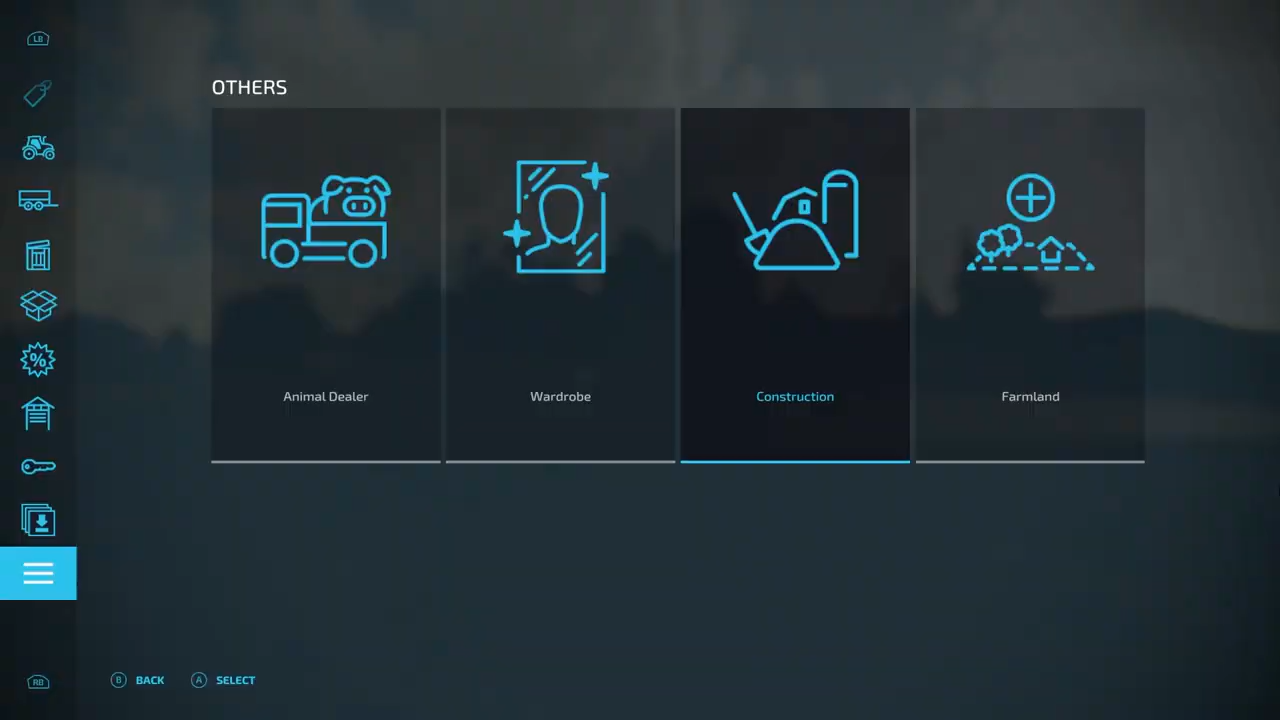 LB
OTHERS
Animal Dealer
Wardrobe
Construction
Farmland
%
RB
B BACK
A SELECT